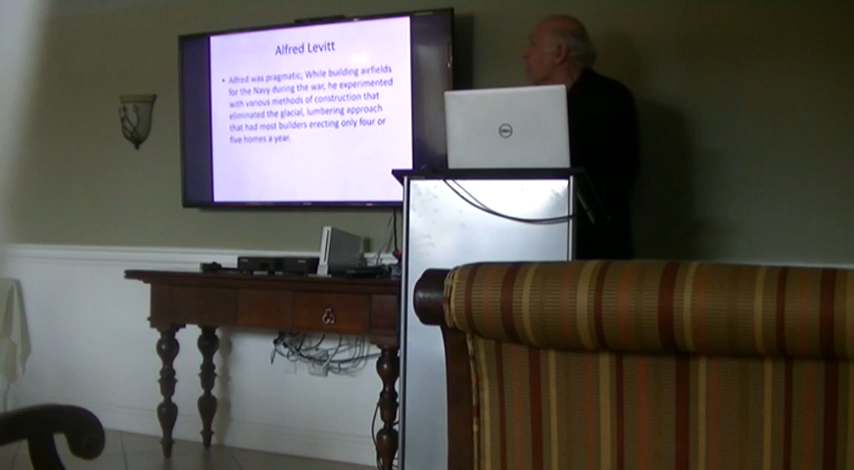 Alfred Levitt
• Alfred was pragmatic; While building airfields
for the Navy during the war, he experimented
with various methods of construction that
eliminated the glacial, lumbering approach
that had most builders erecting only four or
five homes a year.
DELL